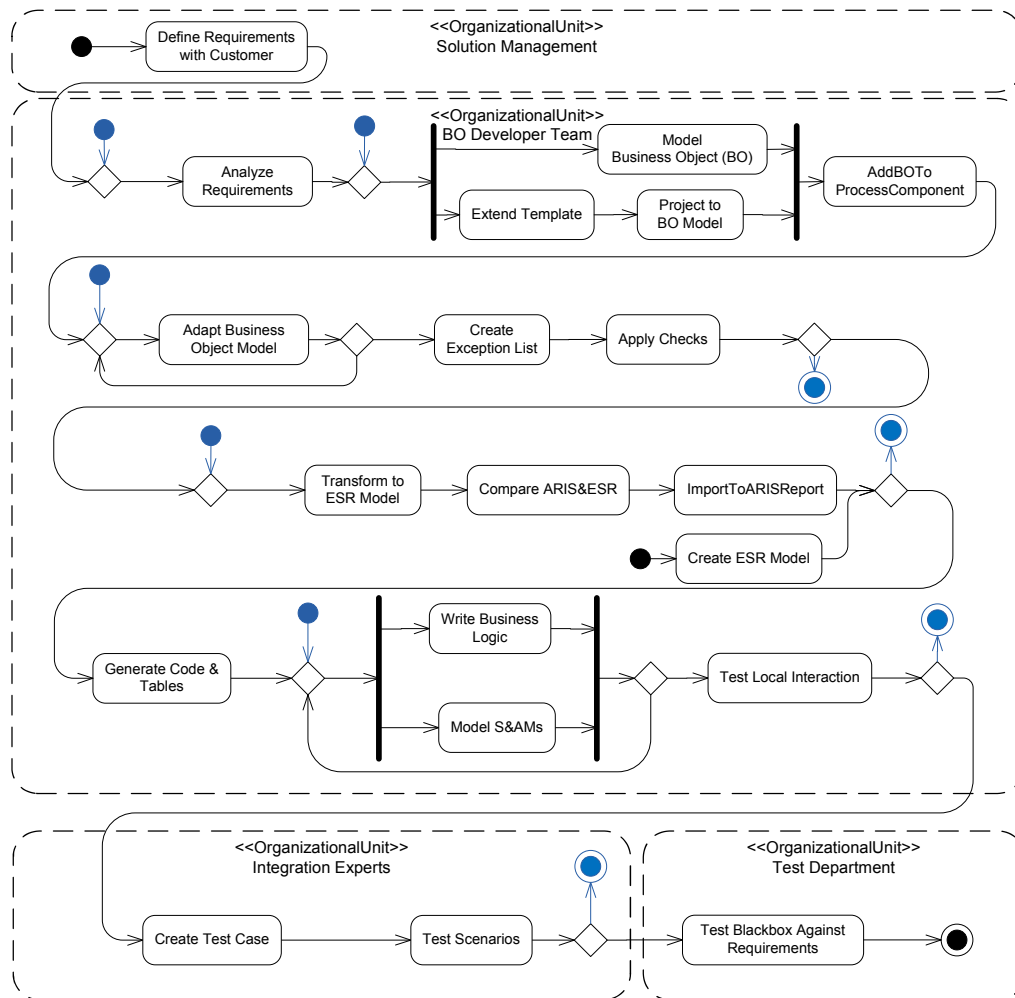 <<OrganizationalUnit>>
Solution Management
Define Requirements
with Customer
<<OrganizationalUnit>>
BO Developer Team
Analyze
Requirements
Model
Business Object (BO)
Extend Template
Project to
BO Model
AddBOTo
ProcessComponent
Adapt Business
Object Model
Create
Exception List
Apply Checks
Transform to
ESR Model
Compare ARIS&ESR
ImportToARISReport
Create ESR Model
Generate Code &
Tables
Write Business
Logic
Model S&AMs
Test Local Interaction
<<OrganizationalUnit>>
Integration Experts
Create Test Case
Test Scenarios
<<OrganizationalUnit>>
Test Department
Test Blackbox Against
Requirements